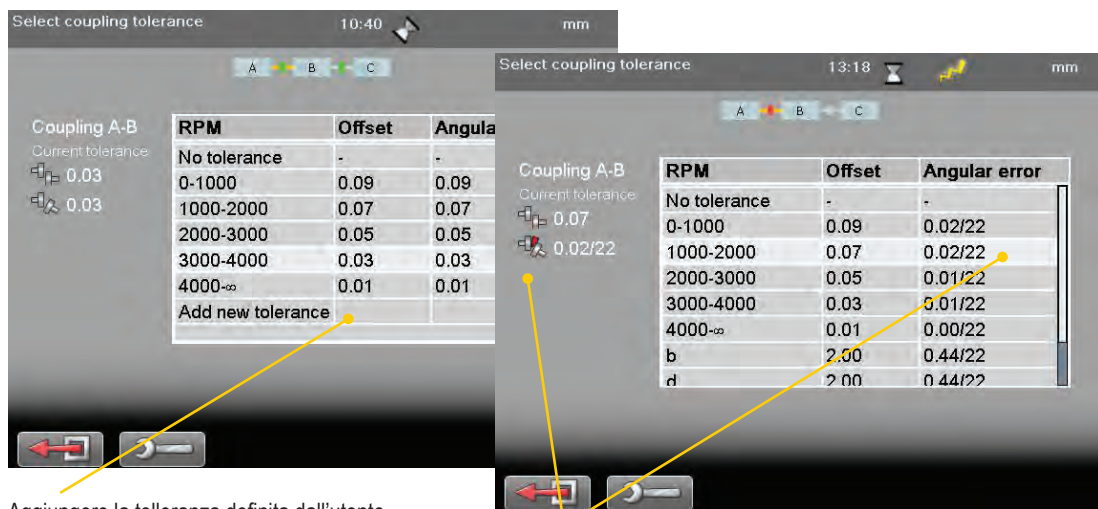 Select coupling tolerance 10:40 mm
A B C
Coupling A-B
Current tolerance
0.03
0.03
RPM Offset Angula
No tolerance - -
0-1000 0.09 0.09
1000-2000 0.07 0.07
2000-3000 0.05 0.05
3000-4000 0.03 0.03
4000-∞ 0.01 0.01
Add new tolerance
Select coupling tolerance 13:18 mm
A B C
Coupling A-B
Current tolerance
0.07
0.02/22
RPM Offset Angular error
No tolerance - -
0-1000 0.09 0.02/22
1000-2000 0.07 0.02/22
2000-3000 0.05 0.01/22
3000-4000 0.03 0.01/22
4000-∞ 0.01 0.00/22
b 2.00 0.44/22
d 2.00 0.44/22
Aggiungere la tolleranza definita dall'utente